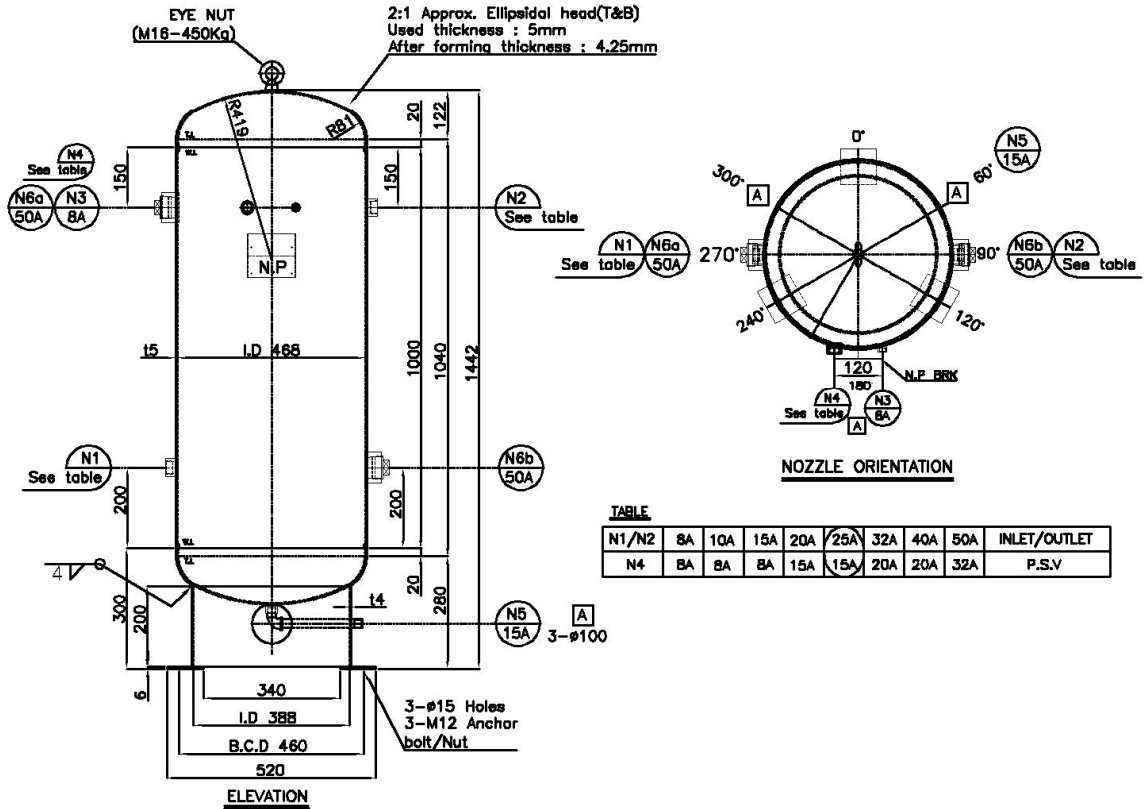 EYE NUT
(M16-450Kg)
2:1 Approx. Ellipsidal head(T&B)
Used thickness : 5mm
After forming thickness : 4.25mm
R419
R81
20
122
T.L
W.L
N4
See table
N6a
50A
N3
8A
150
150
N2
See table
N.P
t5
I.D 468
1000
1040
1442
N1
See table
N6b
50A
200
200
W.L
T.L
4
300
200
20
280
t4
N5
15A
A
3-ø100
6
340
I.D 388
B.C.D 460
520
3-ø15 Holes
3-M12 Anchor
bolt/Nut
ELEVATION
0°
N5
15A
60°
A
300°
A
N1
See table
N6a
50A
270°
90°
N6b
50A
N2
See table
240°
120°
120
180°
N.P BRK
N4
See table
N3
8A
A
NOZZLE ORIENTATION
TABLE
N1/N2 8A 10A 15A 20A 25A 32A 40A 50A INLET/OUTLET
N4 8A 8A 8A 15A 15A 20A 20A 32A P.S.V